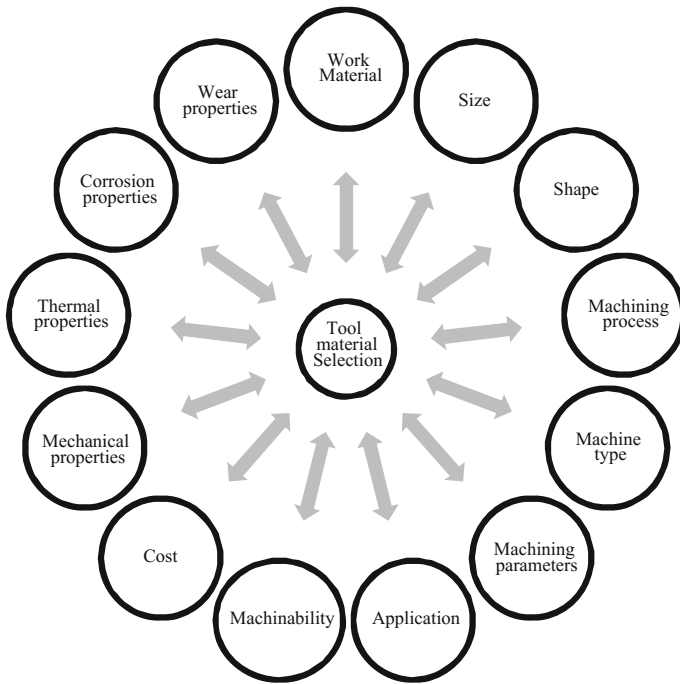 Work
Material
Size
Shape
Machining
process
Machine
type
Machining
parameters
Application
Machinability
Cost
Mechanical
properties
Thermal
properties
Corrosion
properties
Wear
properties
Tool
material
Selection